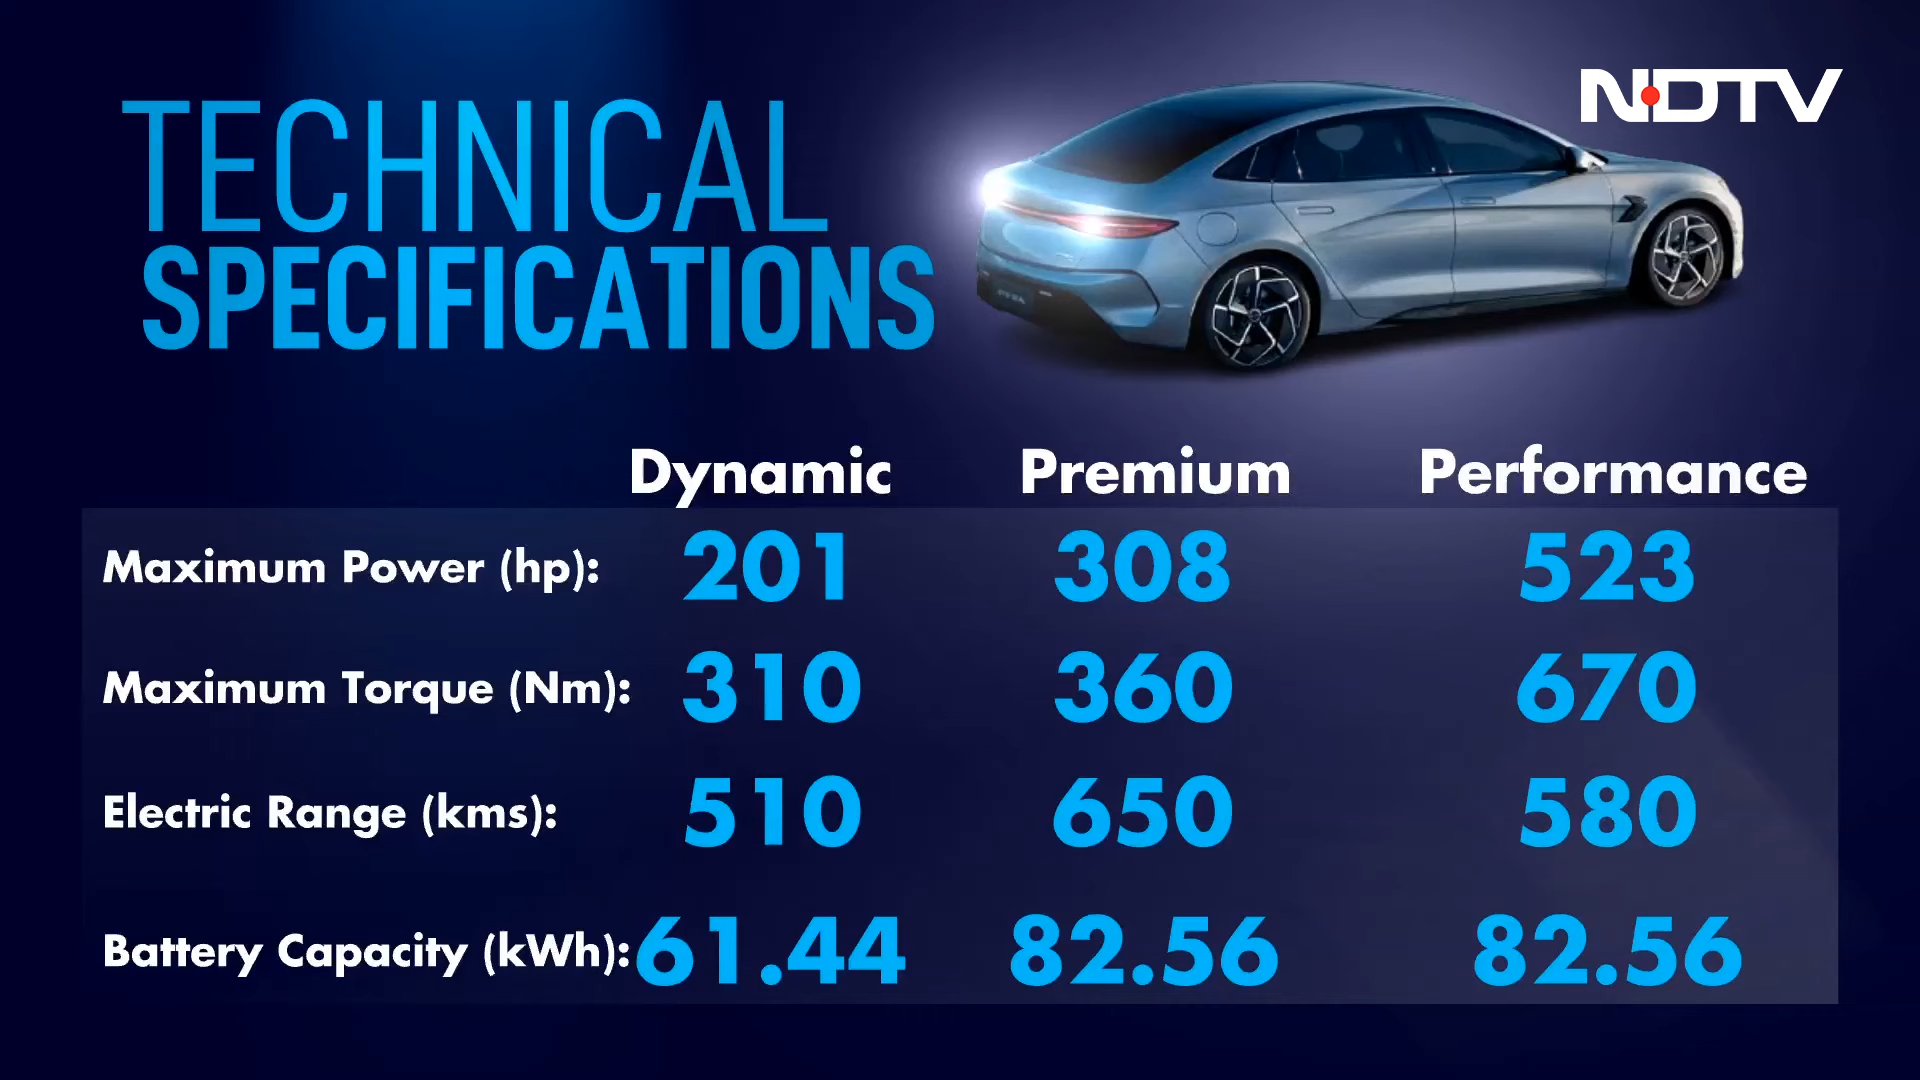 NDTV
TECHNICAL
SPECIFICATIONS
Dynamic Premium Performance
Maximum Power (hp): 201 308 523
Maximum Torque (Nm): 310 360 670
Electric Range (kms): 510 650 580
Battery Capacity (kWh): 61.44 82.56 82.56